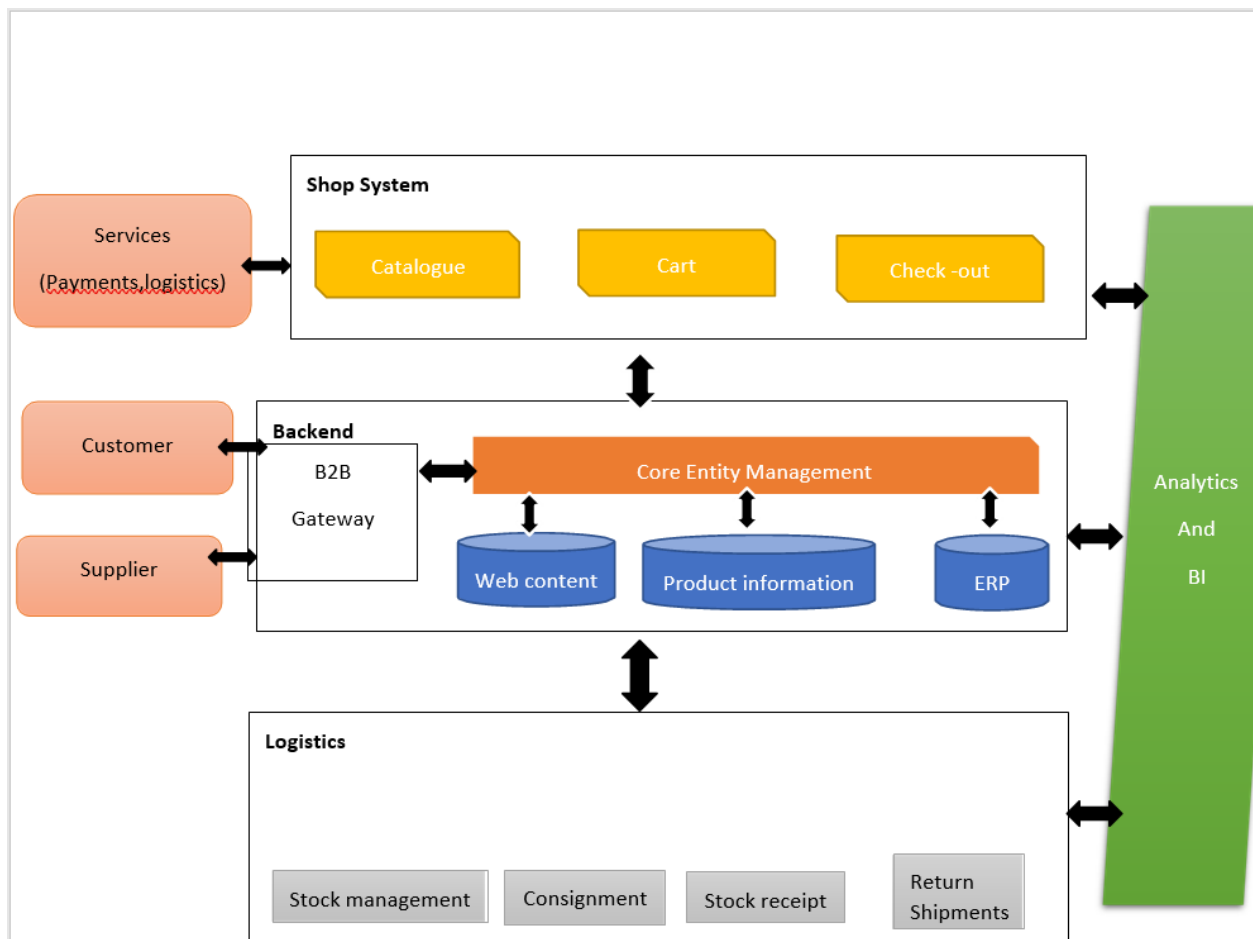 Shop System
Services
(Payments,logistics)
Catalogue
Cart
Check -out
Customer
Backend
B2B
Gateway
Core Entity Management
Analytics
And
BI
Supplier
Web content
Product information
ERP
Logistics
Stock management
Consignment
Stock receipt
Return
Shipments